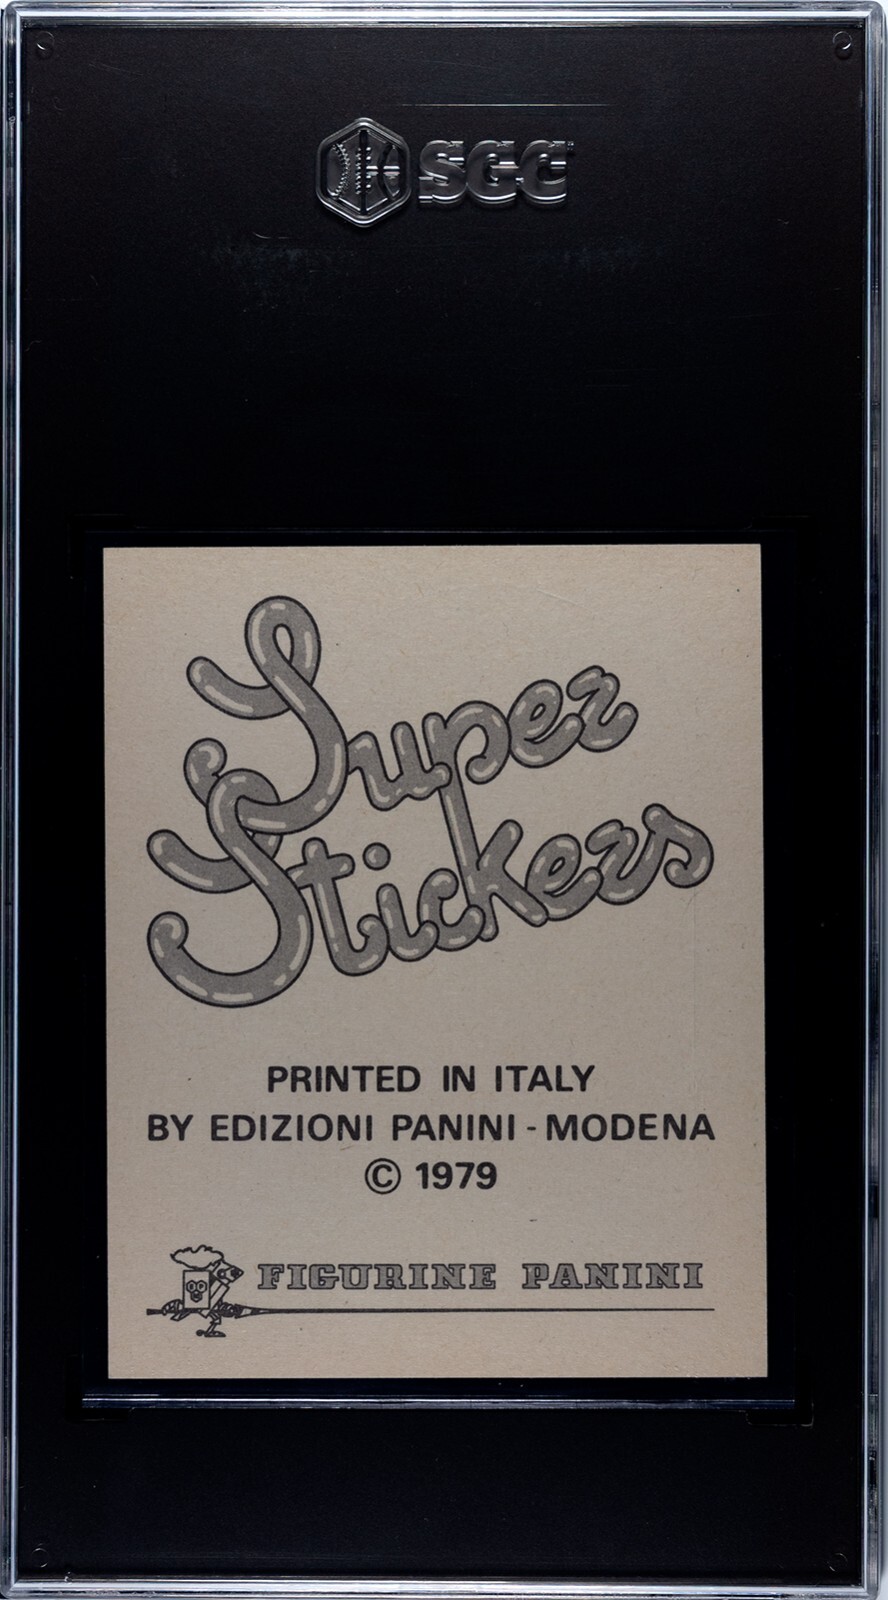 SGC
Super
Stickers
PRINTED IN ITALY
BY EDIZIONI PANINI - MODENA
© 1979
FIGURINE PANINI